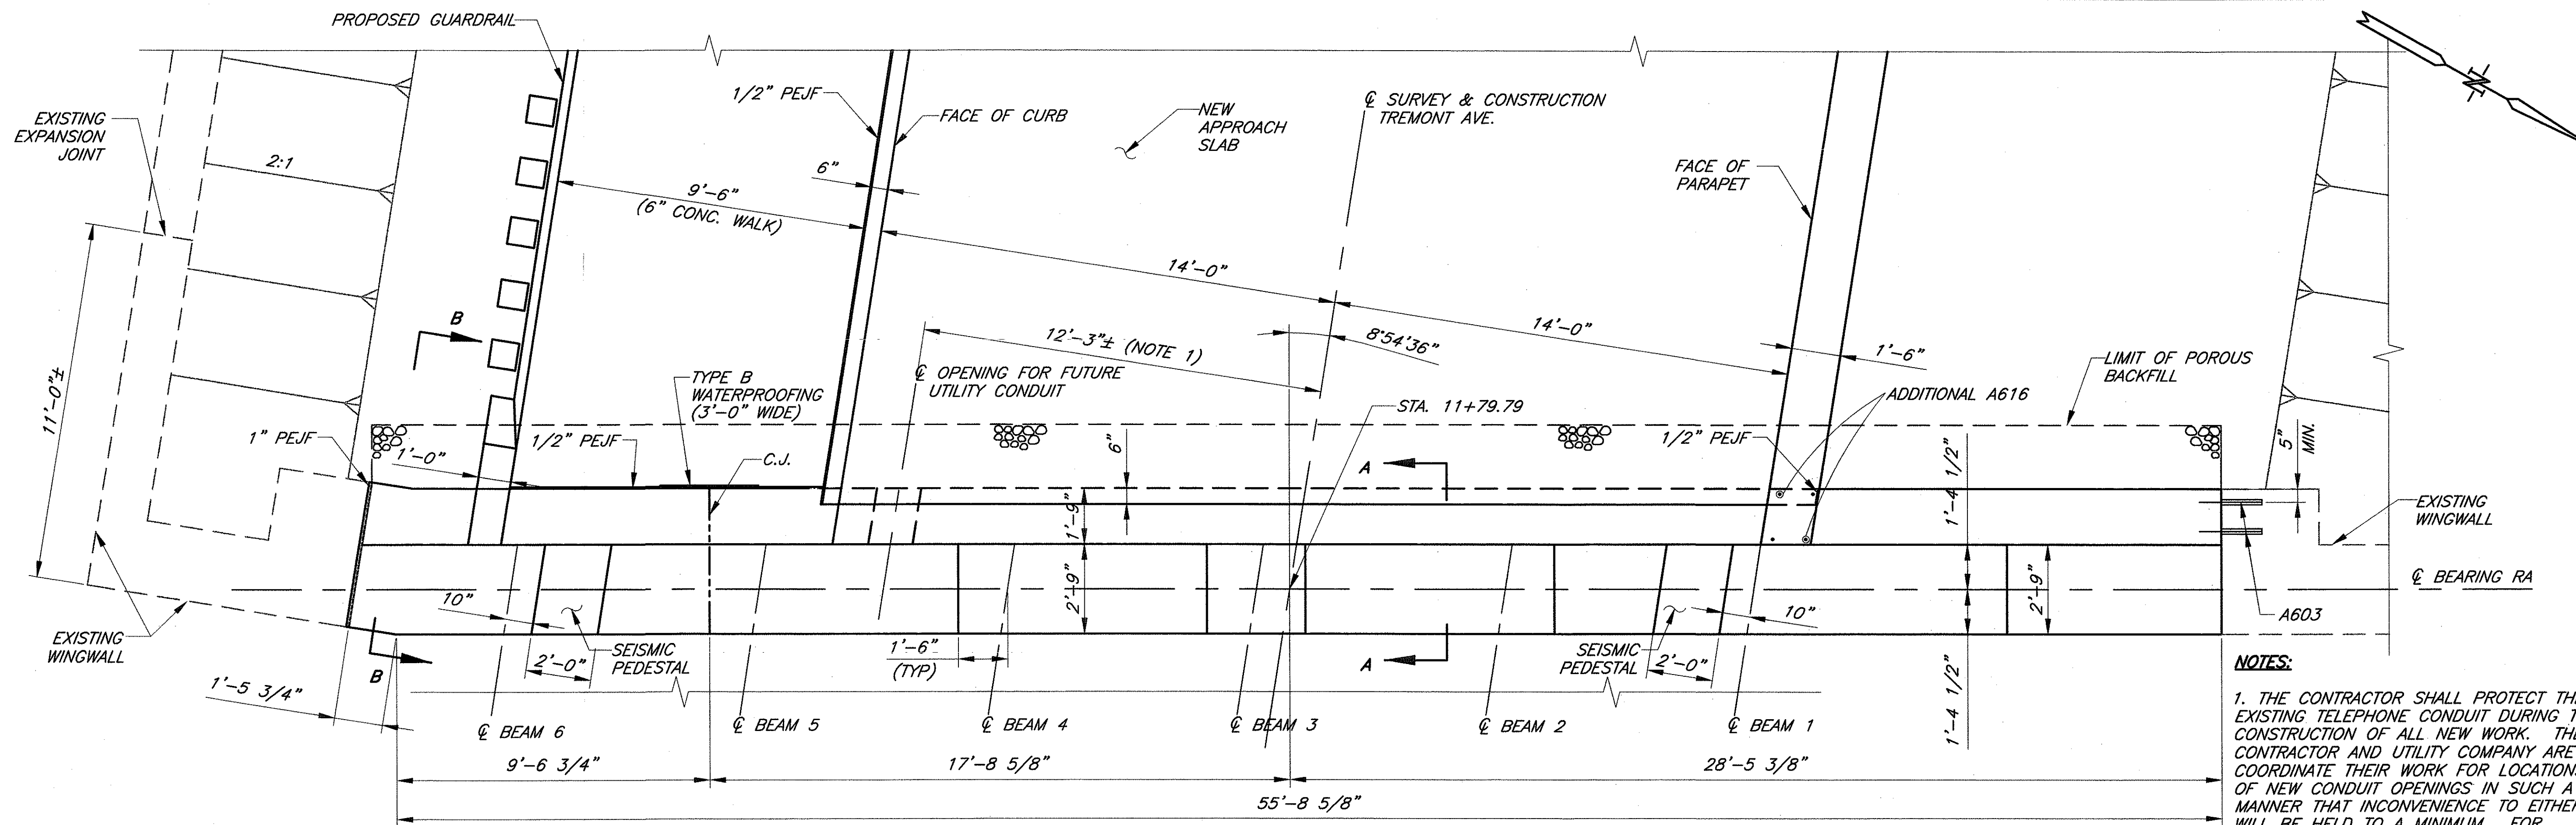 PROPOSED GUARDRAIL
EXISTING
EXPANSION
JOINT
2:1
1/2" PEJF
FACE OF CURB
NEW
APPROACH
SLAB
℄ SURVEY & CONSTRUCTION
TREMONT AVE.
FACE OF
PARAPET
6"
9'-6"
(6" CONC. WALK)
14'-0"
14'-0"
12'-3"± (NOTE 1)
8°54'36"
1'-6"
LIMIT OF POROUS
BACKFILL
11'-0"±
B
℄ OPENING FOR FUTURE
UTILITY CONDUIT
TYPE B
WATERPROOFING
(3'-0" WIDE)
STA. 11+79.79
ADDITIONAL A616
1" PEJF
1/2" PEJF
1'-0"
C.J.
6"
A
1/2" PEJF
1'-4 1/2"
5"
MIN.
EXISTING
WINGWALL
1'-9"
2'-9"
2'-9"
℄ BEARING RA
10"
10"
A603
EXISTING
WINGWALL
SEISMIC
PEDESTAL
2'-0"
1'-6"
(TYP)
A
SEISMIC
PEDESTAL
2'-0"
1'-4 1/2"
B
1'-5 3/4"
℄ BEAM 6
℄ BEAM 5
℄ BEAM 4
℄ BEAM 3
℄ BEAM 2
℄ BEAM 1
9'-6 3/4"
17'-8 5/8"
28'-5 3/8"
55'-8 5/8"
NOTES:
1. THE CONTRACTOR SHALL PROTECT
EXISTING TELEPHONE CONDUIT DURING
CONSTRUCTION OF ALL NEW WORK.
CONTRACTOR AND UTILITY COMPANY ARE
COORDINATE THEIR WORK FOR
OF NEW CONDUIT OPENINGS IN SUCH A
MANNER THAT INCONVENIENCE TO
WILL BE HELD TO A MINIMUM. FOR